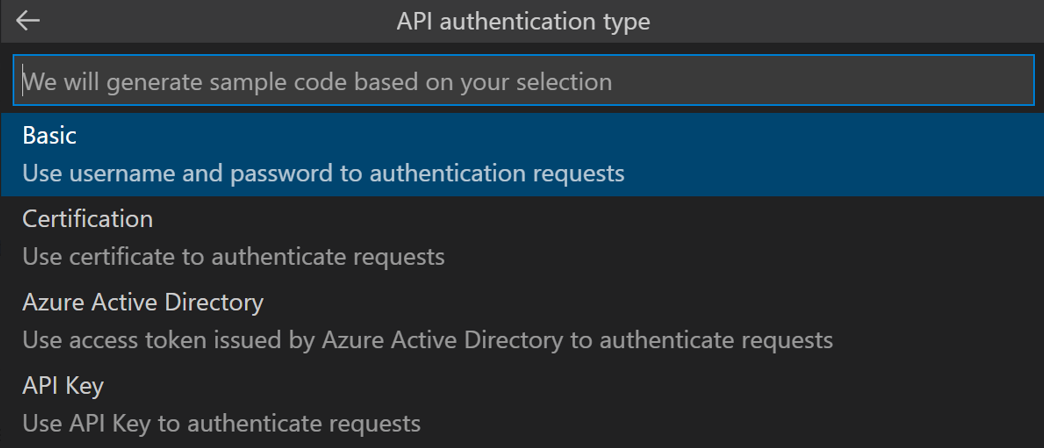 API authentication type
We will generate sample code based on your selection
Basic
Use username and password to authentication requests
Certification
Use certificate to authenticate requests
Azure Active Directory
Use access token issued by Azure Active Directory to authenticate requests
API Key
Use API Key to authenticate requests